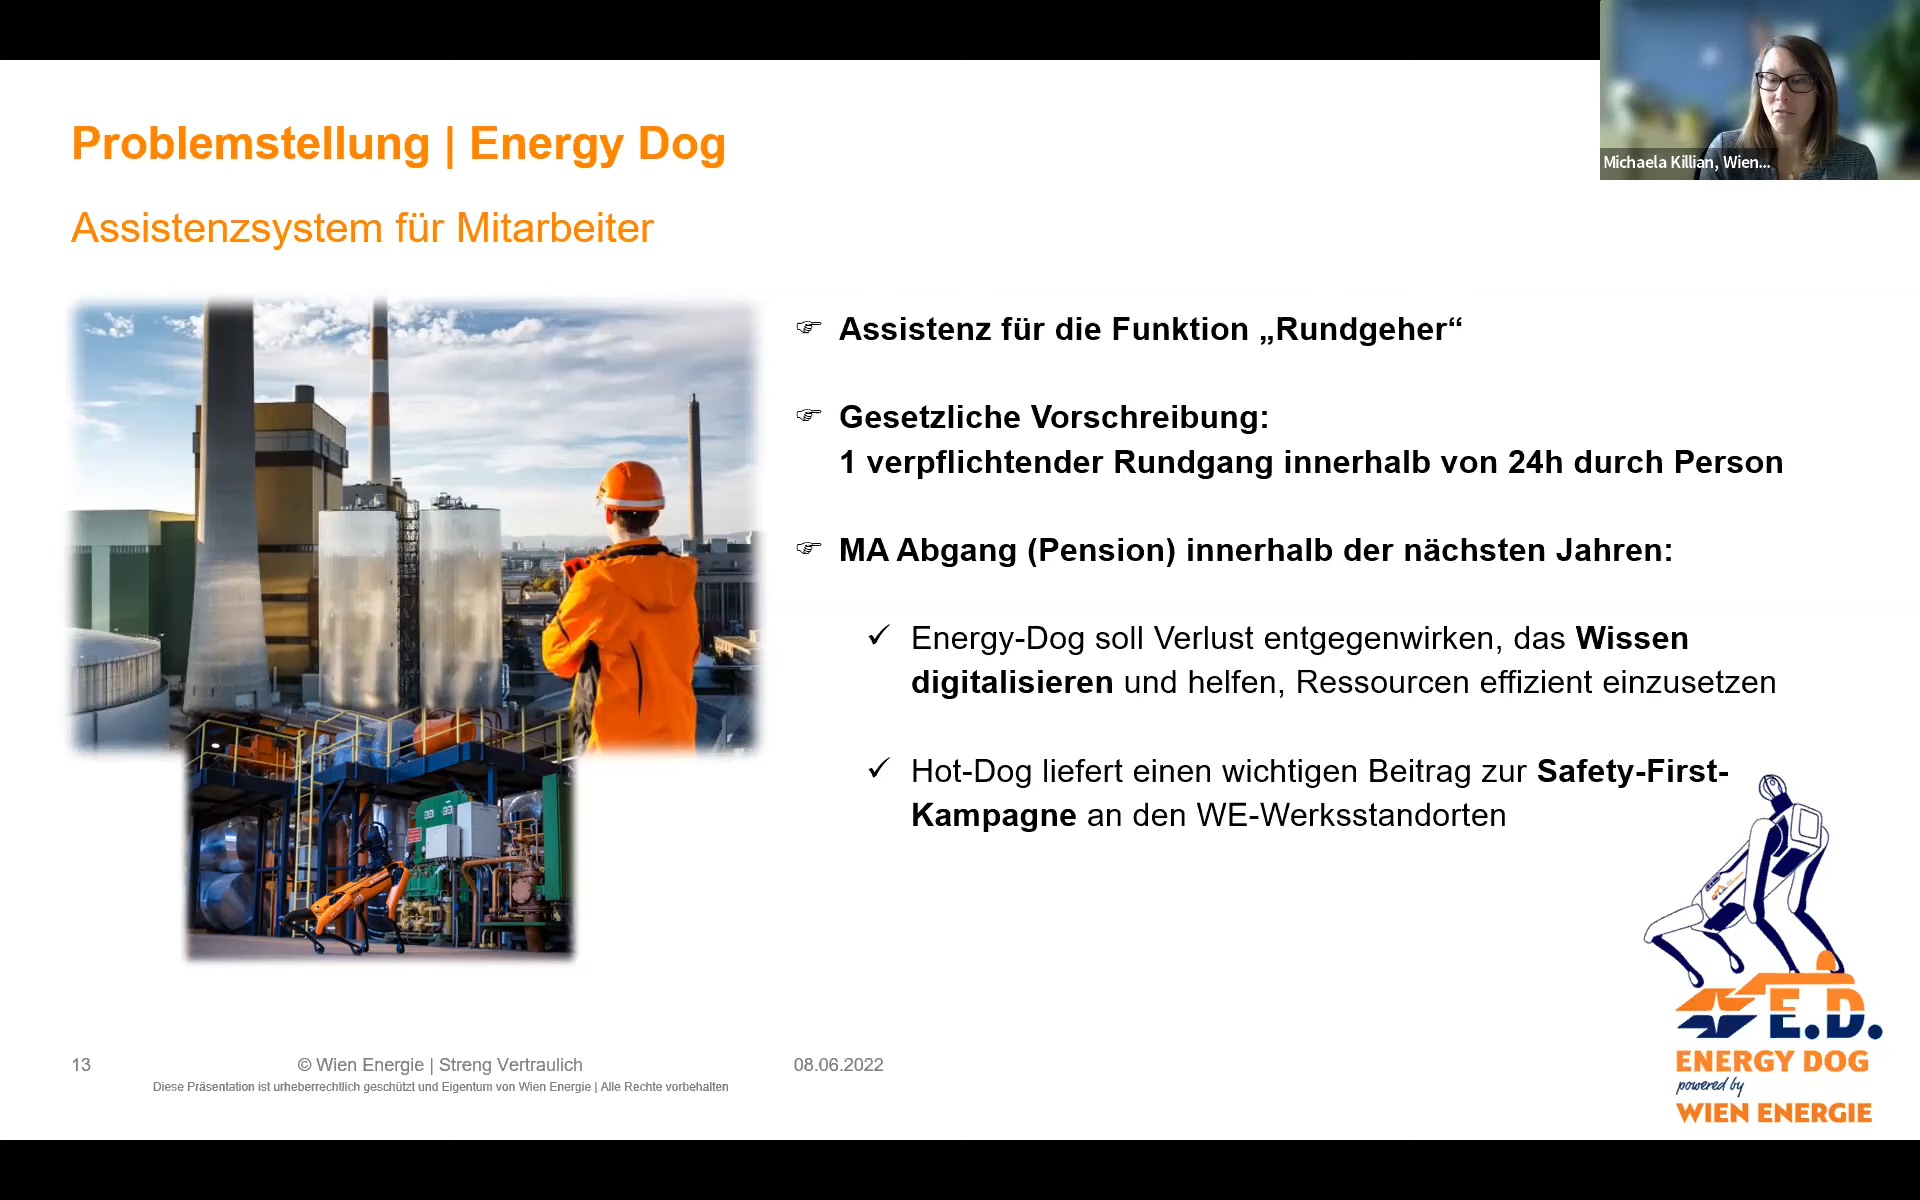 Michaela Killian, Wien...
Problemstellung | Energy Dog
Assistenzsystem für Mitarbeiter
Assistenz für die Funktion „Rundgeher“
Gesetzliche Vorschreibung:
1 verpflichtender Rundgang innerhalb von 24h durch Person
MA Abgang (Pension) innerhalb der nächsten Jahren:
Energy-Dog soll Verlust entgegenwirken, das Wissen
digitalisieren und helfen, Ressourcen effizient einzusetzen
Hot-Dog liefert einen wichtigen Beitrag zur Safety-First-
Kampagne an den WE-Werksstandorten
E.D.
ENERGY DOG
powered by
WIEN ENERGIE
13
© Wien Energie | Streng Vertraulich
08.06.2022
Diese Präsentation ist urheberrechtlich geschützt und Eigentum von Wien Energie | Alle Rechte vorbehalten